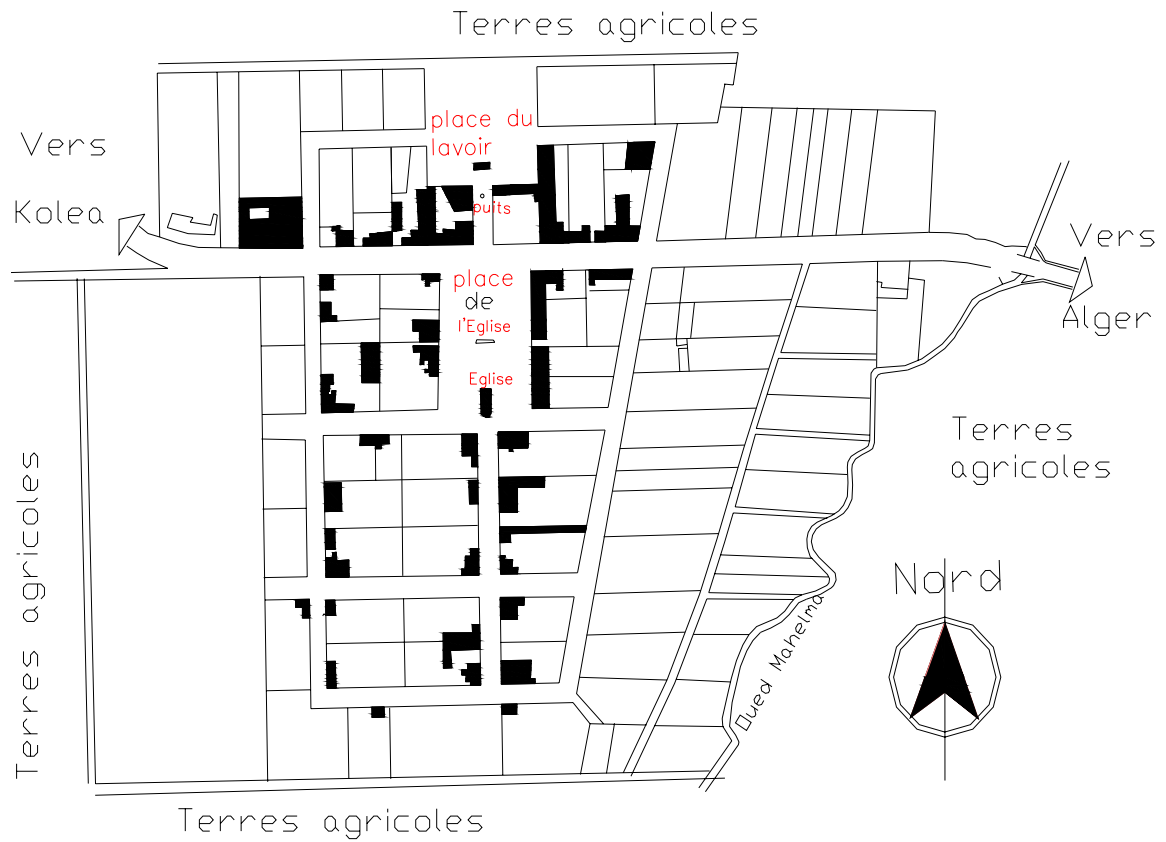 Terres agricoles
place du
lavoir
Vers
Kolea
puits
Vers
Alger
place
de
l'Eglise
Eglise
Terres
agricoles
Terres agricoles
Nord
Oued Mahelma
Terres agricoles